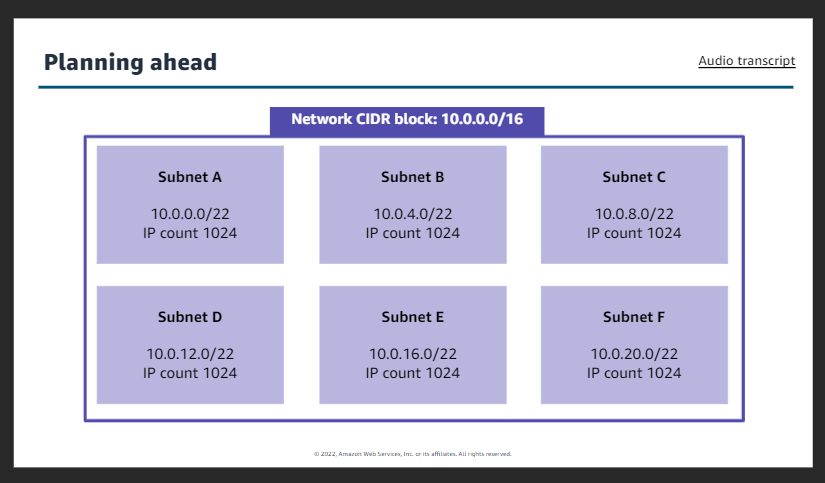 Planning ahead
Audio transcript
Network CIDR block: 10.0.0.0/16
Subnet A
10.0.0.0/22
IP count 1024
Subnet B
10.0.4.0/22
IP count 1024
Subnet C
10.0.8.0/22
IP count 1024
Subnet D
10.0.12.0/22
IP count 1024
Subnet E
10.0.16.0/22
IP count 1024
Subnet F
10.0.20.0/22
IP count 1024
© 2022, Amazon Web Services, Inc. or its affiliates. All rights reserved.